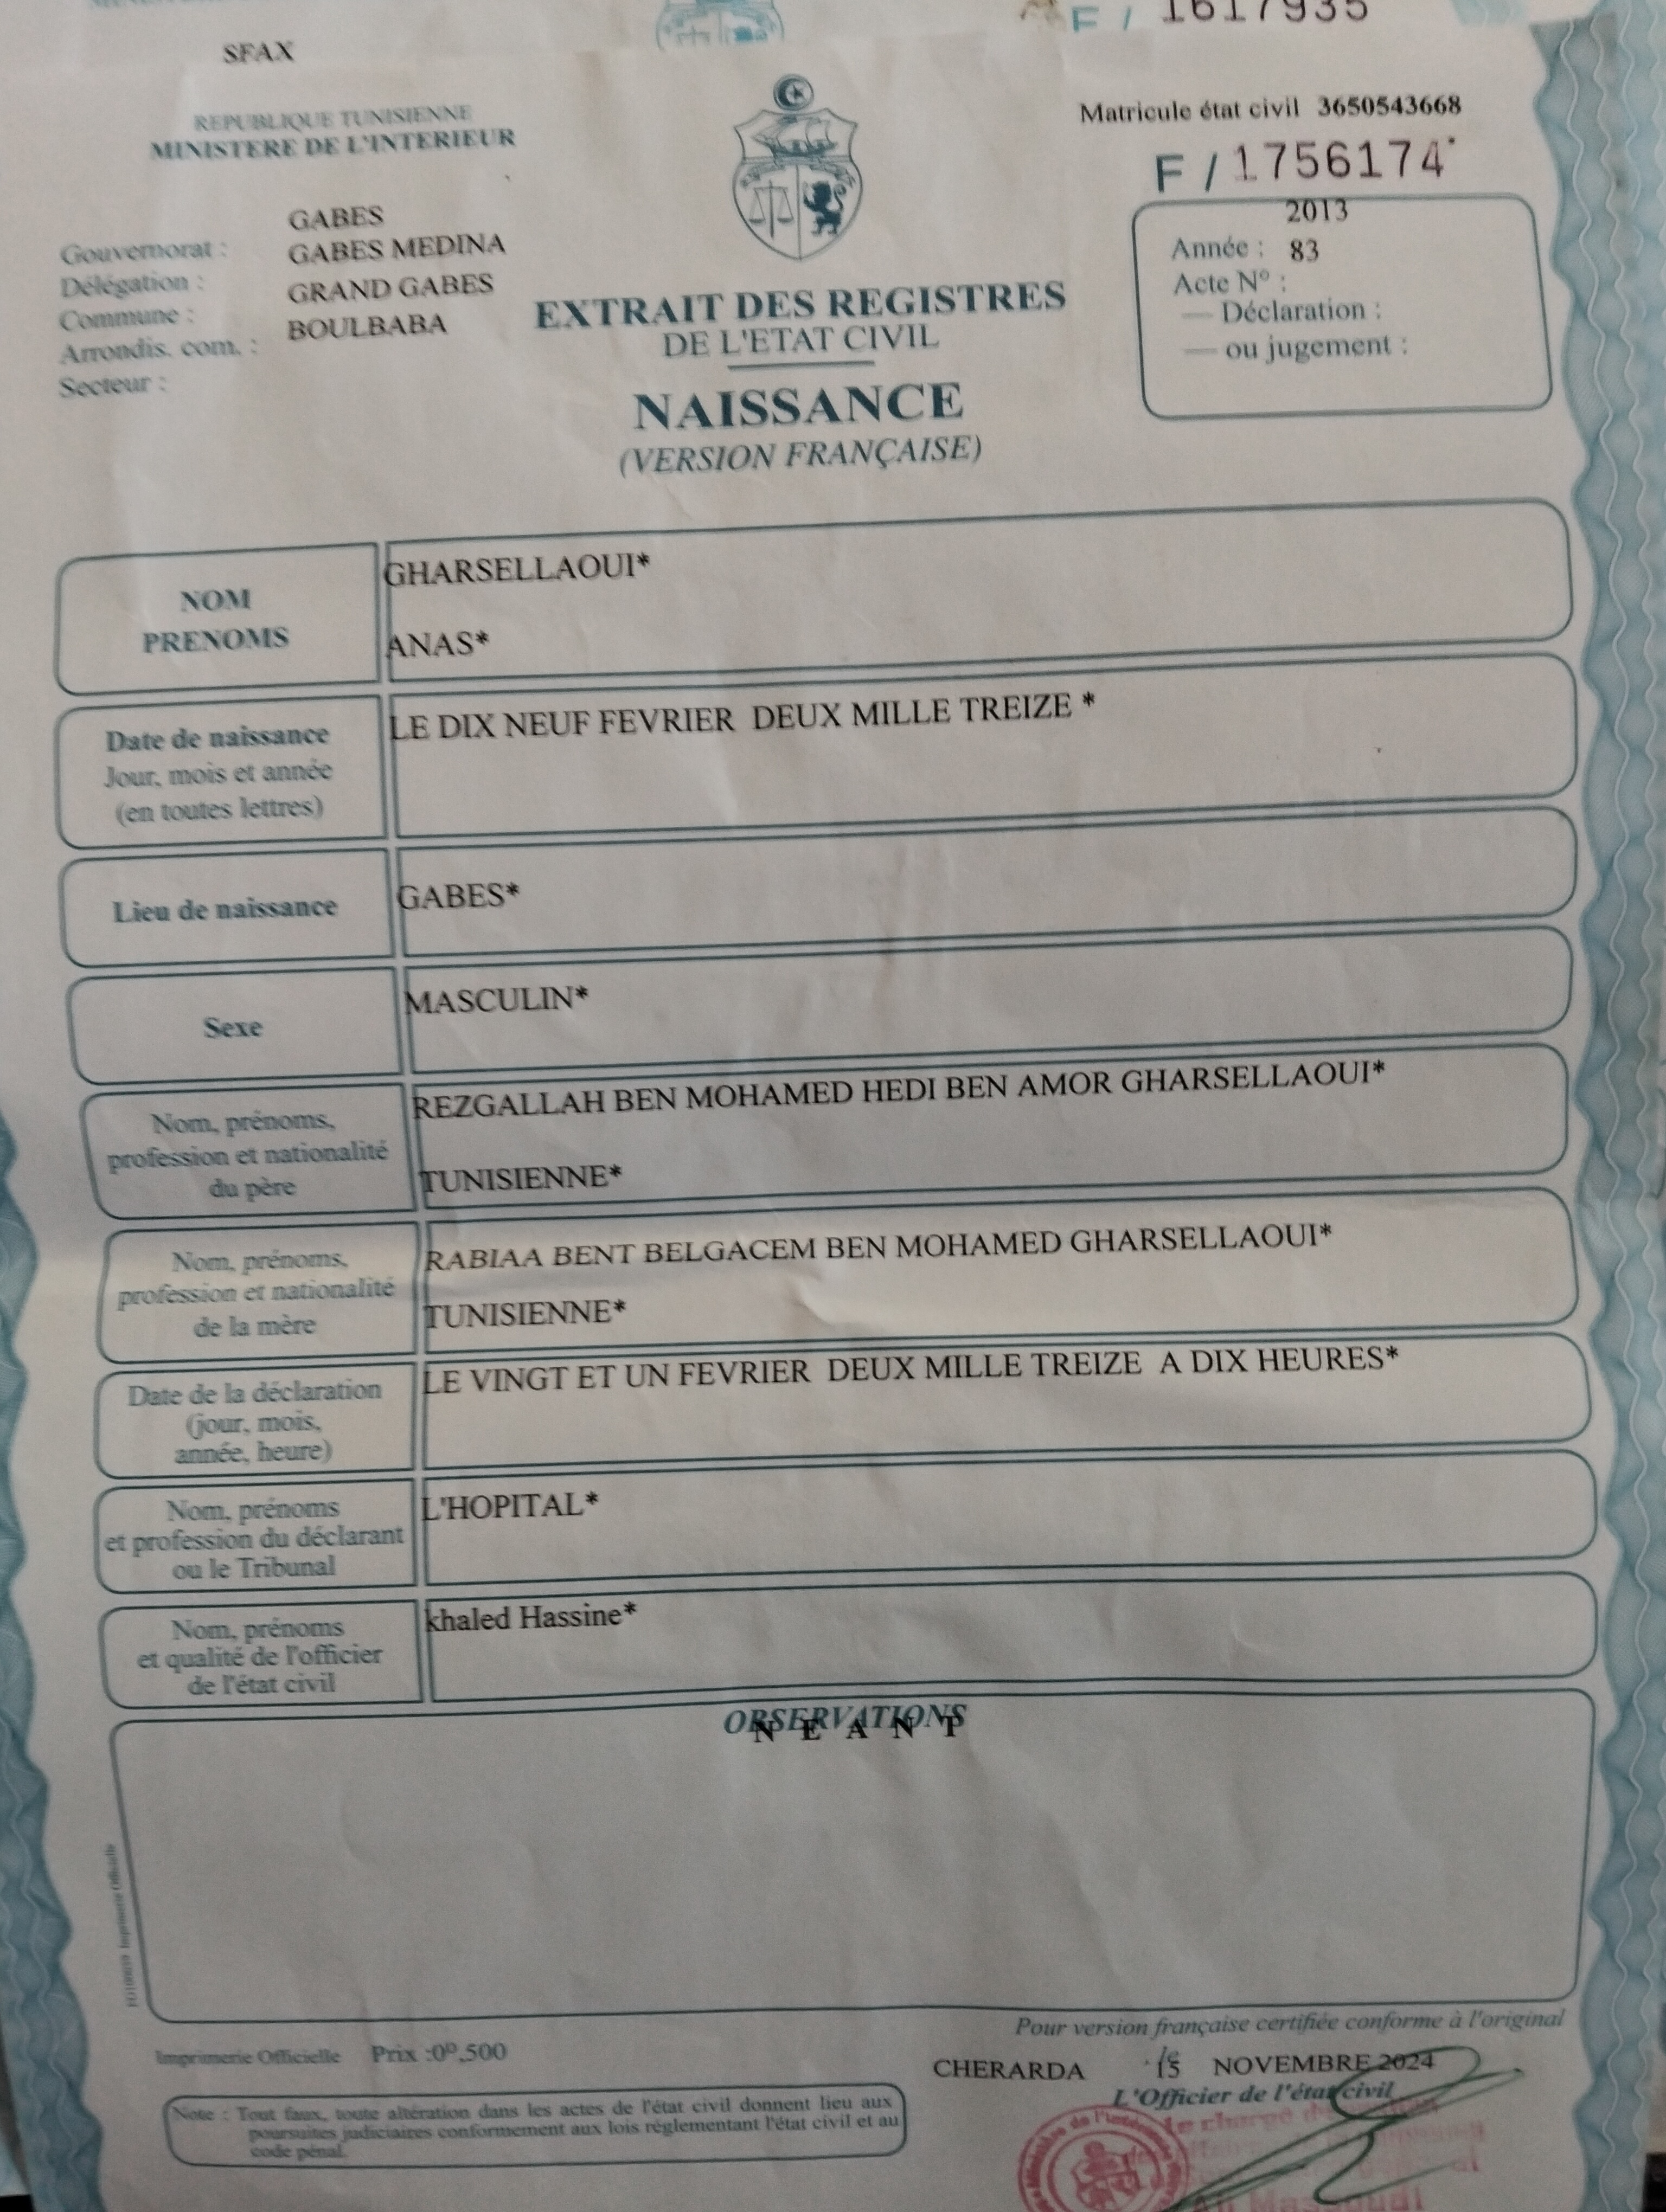 SFAX
F / 1617935
REPUBLIQUE TUNISIENNE
MINISTERE DE L'INTERIEUR
Matricule état civil 3650543668
F / 1756174
GABES
Gouvernorat :
GABES MEDINA
Délégation :
GRAND GABES
Commune :
BOULBABA
Arrondis. com. :
Secteur :
2013
Année : 83
Acte N° :
— Déclaration :
— ou jugement :
EXTRAIT DES REGISTRES
DE L'ETAT CIVIL
NAISSANCE
(VERSION FRANÇAISE)
NOM
PRENOMS
GHARSELLAOUI*
ANAS*
Date de naissance
Jour, mois et année
(en toutes lettres)
LE DIX NEUF FEVRIER DEUX MILLE TREIZE *
Lieu de naissance
GABES*
Sexe
MASCULIN*
Nom, prénoms,
profession et nationalité
du père
REZGALLAH BEN MOHAMED HEDI BEN AMOR GHARSELLAOUI*
TUNISIENNE*
Nom, prénoms,
profession et nationalité
de la mère
RABIAA BENT BELGACEM BEN MOHAMED GHARSELLAOUI*
TUNISIENNE*
Date de la déclaration
(jour, mois,
année, heure)
LE VINGT ET UN FEVRIER DEUX MILLE TREIZE A DIX HEURES*
Nom, prénoms
et profession du déclarant
ou le Tribunal
L'HOPITAL*
Nom, prénoms
et qualité de l'officier
de l'état civil
khaled Hassine*
OBSERVATIONS
N E A N T
Imprimerie Officielle
Pour version française certifiée conforme à l'original
Imprimerie Officielle Prix :0ᴰ,500
CHERARDA le 15 NOVEMBRE 2024
L'Officier de l'état civil
Note : Tout faux, toute altération dans les actes de l'état civil donnent lieu aux
poursuites judiciaires conformement aux lois réglementant l'état civil et au
code pénal.